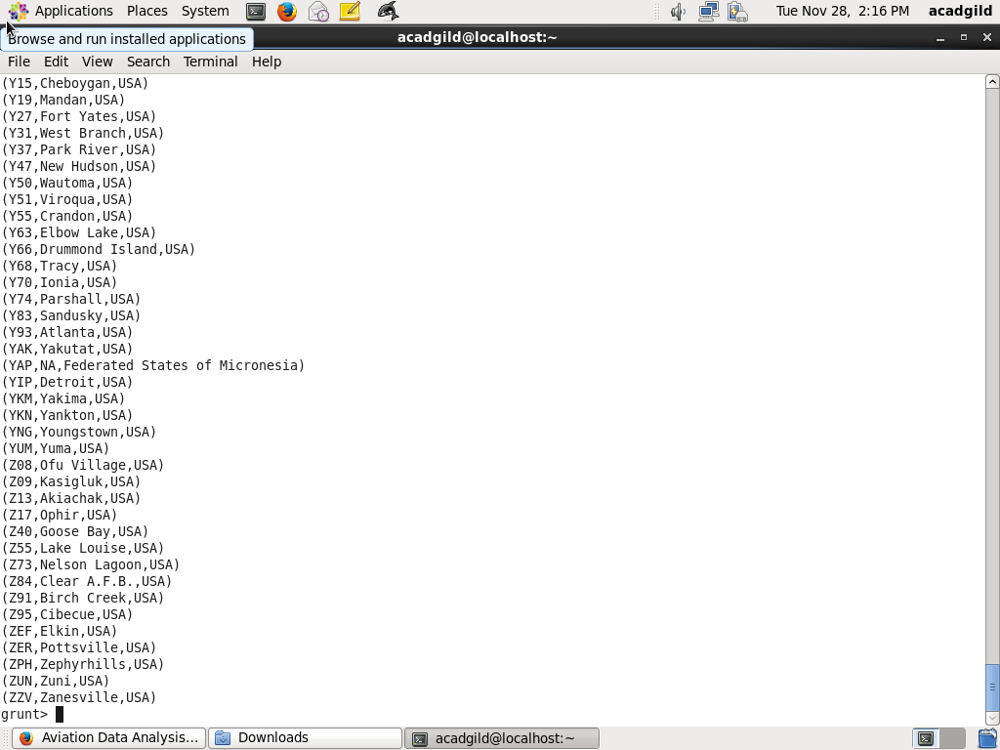 Applications Places System Tue Nov 28, 2:16 PM acadgild
Browse and run installed applications
acadgild@localhost:~
File Edit View Search Terminal Help
(Y15,Cheboygan,USA)
(Y19,Mandan,USA)
(Y27,Fort Yates,USA)
(Y31,West Branch,USA)
(Y37,Park River,USA)
(Y47,New Hudson,USA)
(Y50,Wautoma,USA)
(Y51,Viroqua,USA)
(Y55,Crandon,USA)
(Y63,Elbow Lake,USA)
(Y66,Drummond Island,USA)
(Y68,Tracy,USA)
(Y70,Ionia,USA)
(Y74,Parshall,USA)
(Y83,Sandusky,USA)
(Y93,Atlanta,USA)
(YAK,Yakutat,USA)
(YAP,NA,Federated States of Micronesia)
(YIP,Detroit,USA)
(YKM,Yakima,USA)
(YKN,Yankton,USA)
(YNG,Youngstown,USA)
(YUM,Yuma,USA)
(Z08,Ofu Village,USA)
(Z09,Kasigluk,USA)
(Z13,Akiachak,USA)
(Z17,Ophir,USA)
(Z40,Goose Bay,USA)
(Z55,Lake Louise,USA)
(Z73,Nelson Lagoon,USA)
(Z84,Clear A.F.B.,USA)
(Z91,Birch Creek,USA)
(Z95,Cibecue,USA)
(ZEF,Elkin,USA)
(ZER,Pottsville,USA)
(ZPH,Zephyrhills,USA)
(ZUN,Zuni,USA)
(ZZV,Zanesville,USA)
grunt>
Aviation Data Analysis... Downloads acadgild@localhost:~